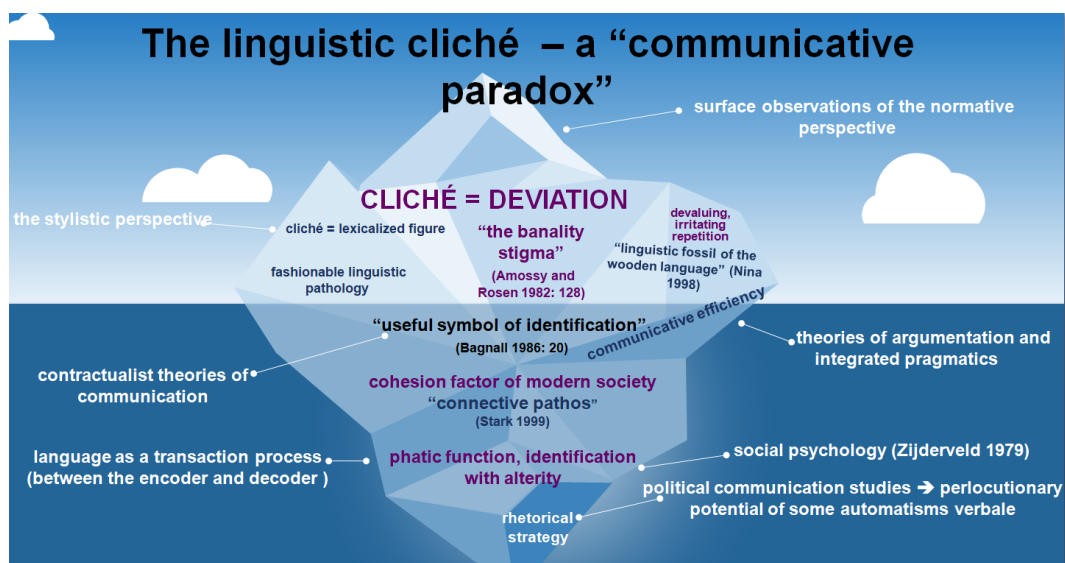 The linguistic cliché – a “communicative
paradox”
surface observations of the normative
perspective
CLICHÉ = DEVIATION
the stylistic perspective
cliché = lexicalized figure
“the banality
stigma”
(Amossy and
Rosen 1982: 128)
devaluing,
irritating
repetition
“linguistic fossil of the
wooden language” (Nina
1998)
fashionable linguistic
pathology
“useful symbol of identification”
(Bagnall 1986: 20)
communicative efficiency
theories of argumentation and
integrated pragmatics
contractualist theories of
communication
cohesion factor of modern society
“connective pathos”
(Stark 1999)
language as a transaction process
(between the encoder and decoder )
phatic function, identification
with alterity
social psychology (Zijderveld 1979)
political communication studies ➔ perlocutionary
potential of some automatisms verbale
rhetorical
strategy